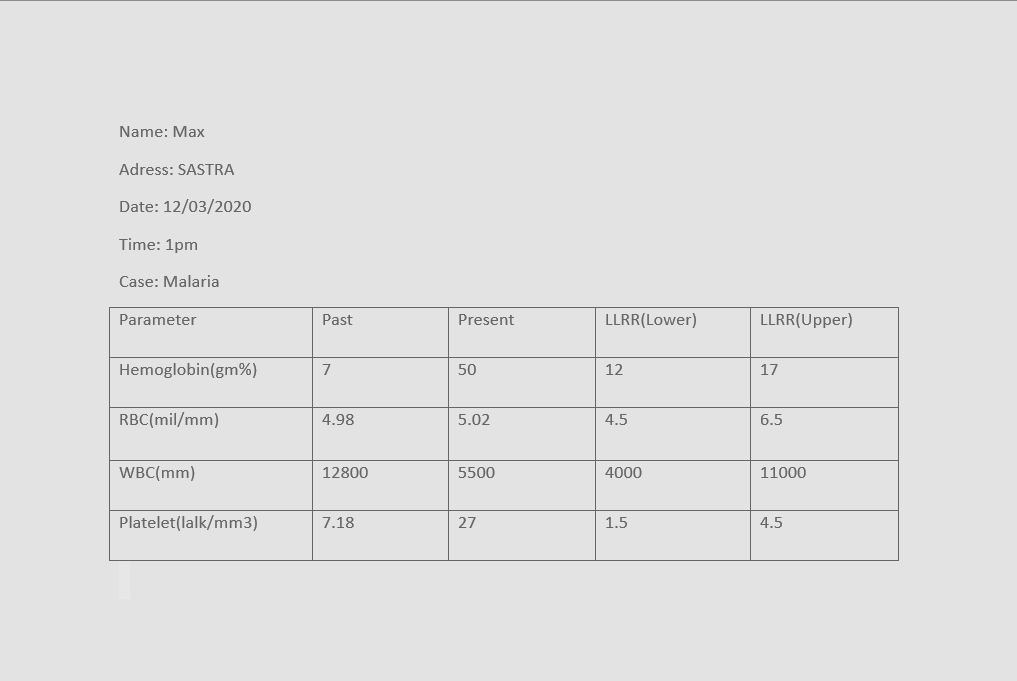 Name: Max
Adress: SASTRA
Date: 12/03/2020
Time: 1pm
Case: Malaria
Parameter Past Present LLRR(Lower) LLRR(Upper)
Hemoglobin(gm%) 7 50 12 17
RBC(mil/mm) 4.98 5.02 4.5 6.5
WBC(mm) 12800 5500 4000 11000
Platelet(lalk/mm3) 7.18 27 1.5 4.5